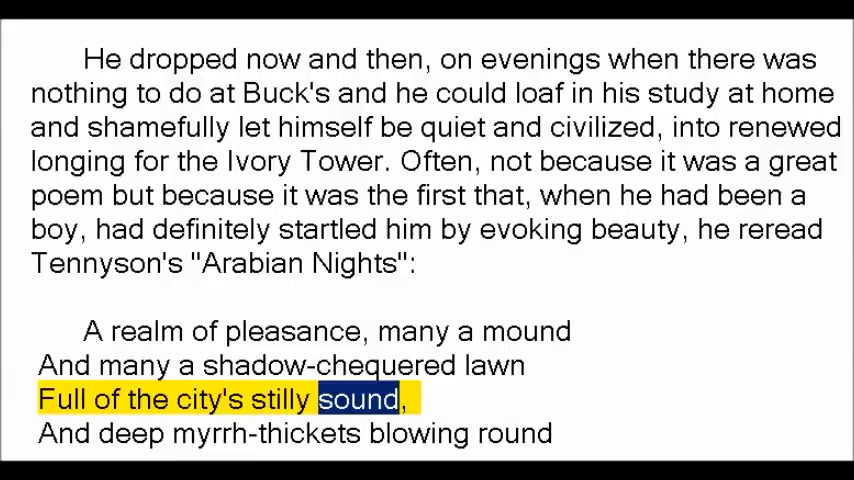 He dropped now and then, on evenings when there was
nothing to do at Buck's and he could loaf in his study at home
and shamefully let himself be quiet and civilized, into renewed
longing for the Ivory Tower. Often, not because it was a great
poem but because it was the first that, when he had been a
boy, had definitely startled him by evoking beauty, he reread
Tennyson's "Arabian Nights":
A realm of pleasance, many a mound
And many a shadow-chequered lawn
Full of the city's stilly sound,
And deep myrrh-thickets blowing round